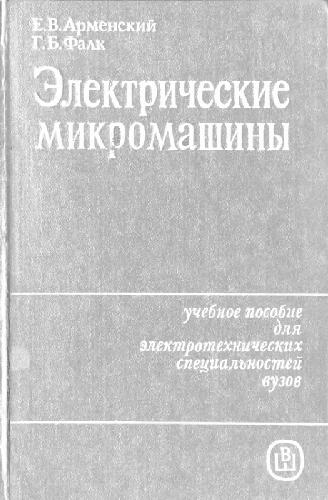 Е.В.Арменский
Г.Б.Фалк
Электрические
микромашины
учебное пособие
для
электротехнических
специальностей
вузов